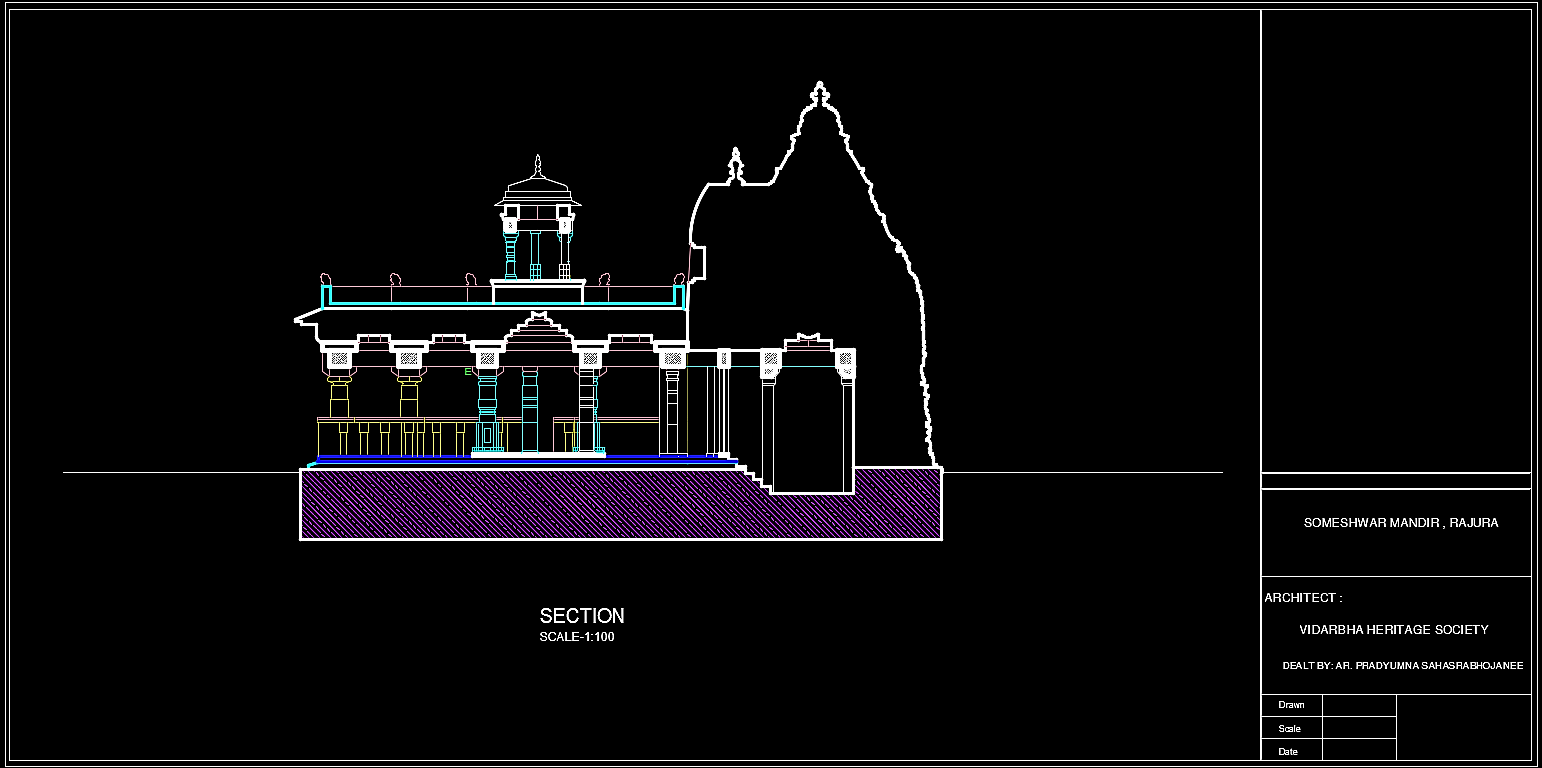 E
SECTION
SCALE-1:100
SOMESHWAR MANDIR , RAJURA
ARCHITECT :
VIDARBHA HERITAGE SOCIETY
DEALT BY: AR. PRADYUMNA SAHASRABHOJANEE
Drawn
Scale
Date